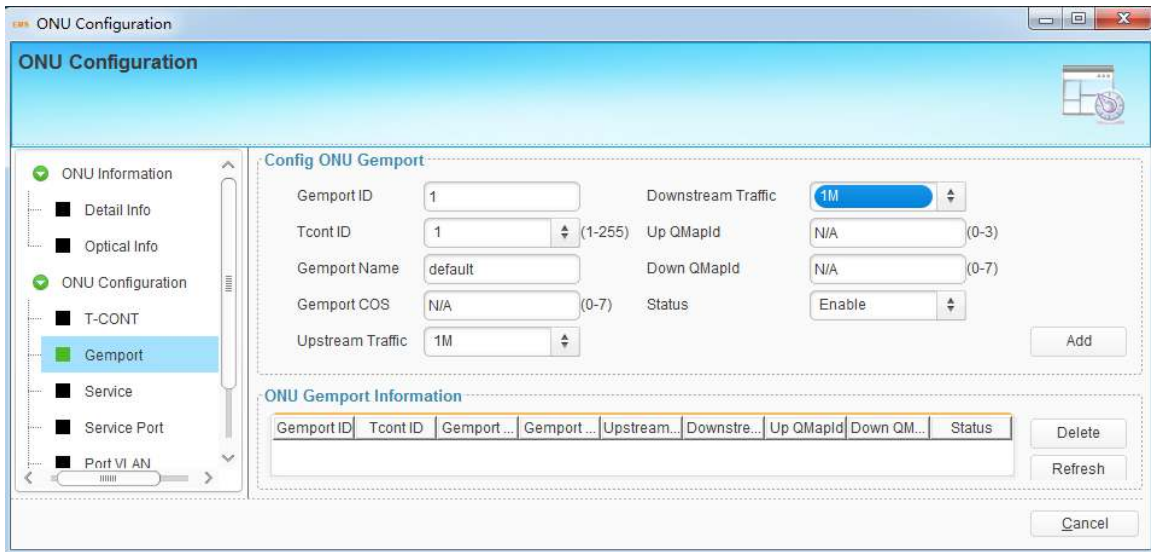 EMS ONU Configuration
ONU Configuration
ONU Information
Detail Info
Optical Info
ONU Configuration
T-CONT
Gemport
Service
Service Port
Port VLAN
Config ONU Gemport
Gemport ID 1 Downstream Traffic 1M
Tcont ID 1 (1-255) Up QMapId N/A (0-3)
Gemport Name default Down QMapId N/A (0-7)
Gemport COS N/A (0-7) Status Enable
Upstream Traffic 1M Add
ONU Gemport Information
Gemport ID Tcont ID Gemport ... Gemport ... Upstream... Downstre... Up QMapId Down QM... Status
Delete
Refresh
Cancel